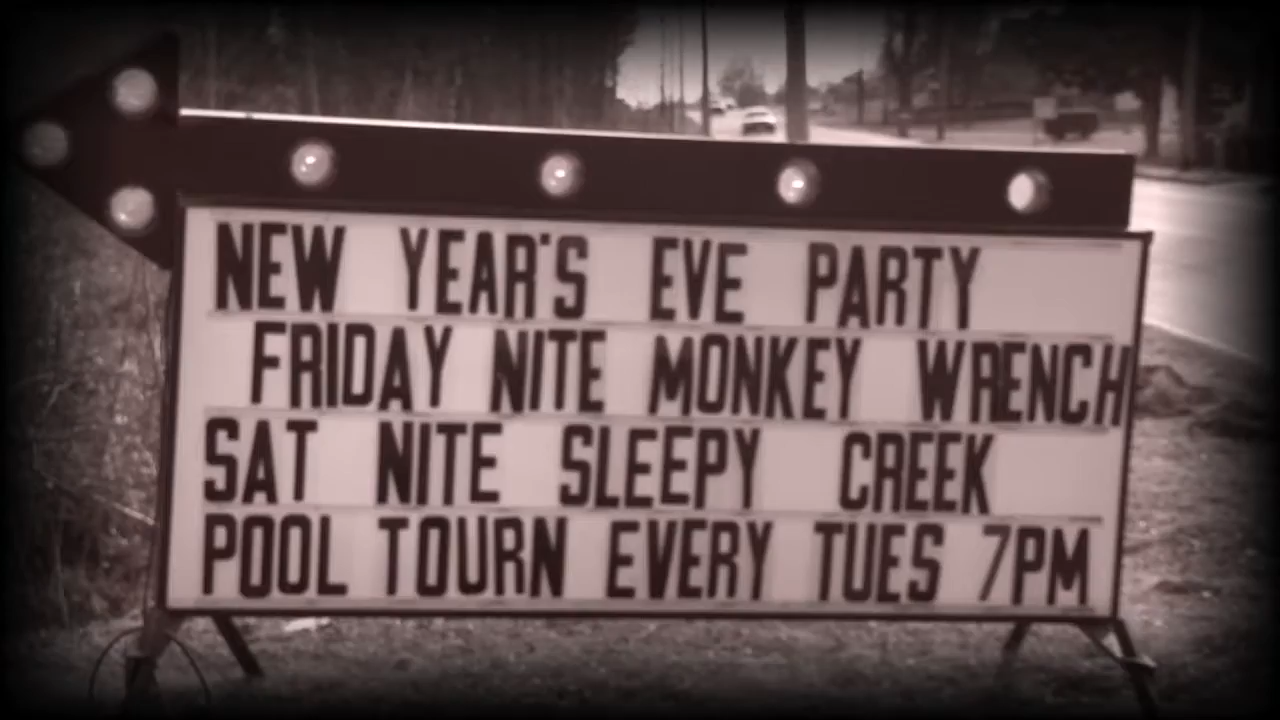 NEW YEAR'S EVE PARTY
FRIDAY NITE MONKEY WRENCH
SAT NITE SLEEPY CREEK
POOL TOURN EVERY TUES 7PM